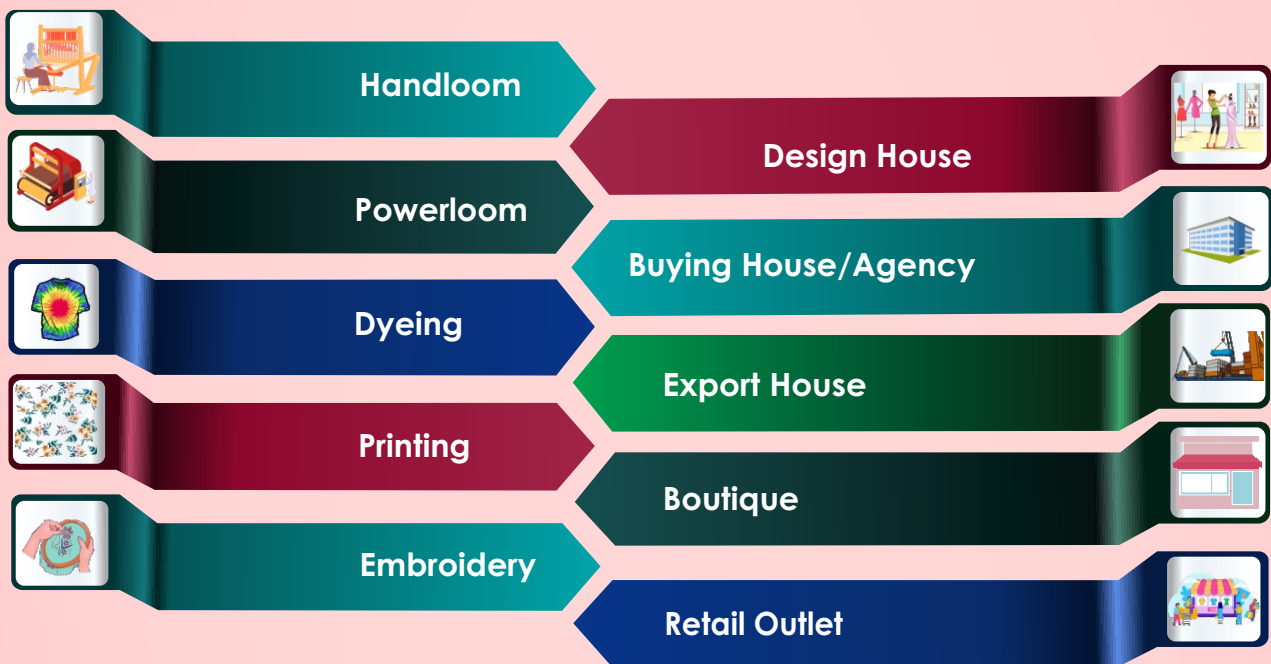 Handloom
Powerloom
Dyeing
Printing
Embroidery
Design House
Buying House/Agency
Export House
Boutique
Retail Outlet